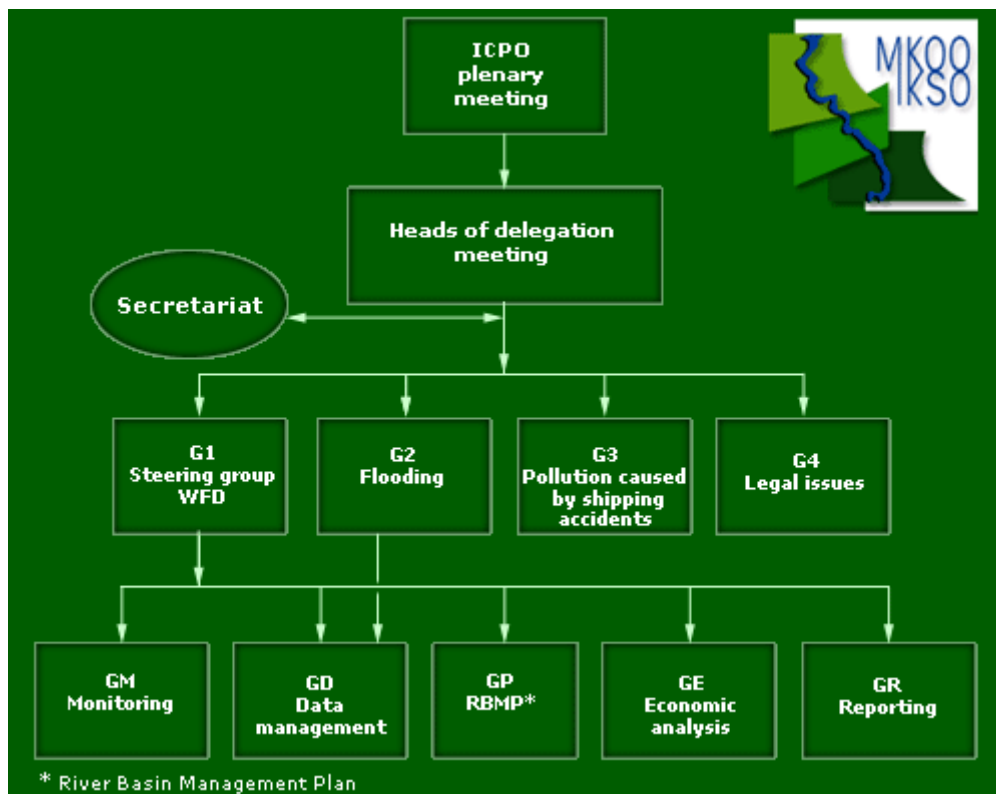 ICPO
plenary
meeting
MKOO
IKSO
Heads of delegation
meeting
Secretariat
G1
Steering group
WFD
G2
Flooding
G3
Pollution caused
by shipping
accidents
G4
Legal issues
GM
Monitoring
GD
Data
management
GP
RBMP*
GE
Economic
analysis
GR
Reporting
* River Basin Management Plan